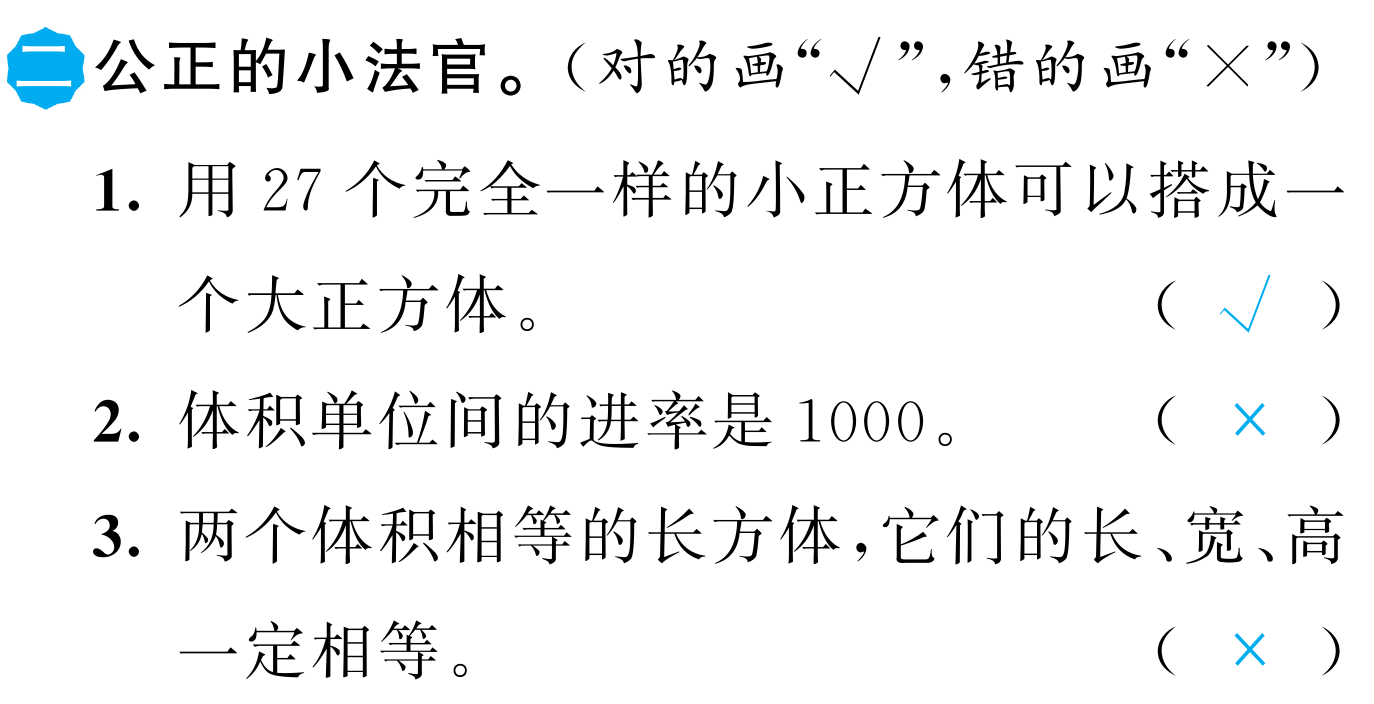 二 公正的小法官。(对的画“√”,错的画“×”)
1. 用 27 个完全一样的小正方体可以搭成一
个大正方体。 ( √ )
2. 体积单位间的进率是 1000。 ( × )
3. 两个体积相等的长方体,它们的长、宽、高
一定相等。 ( × )